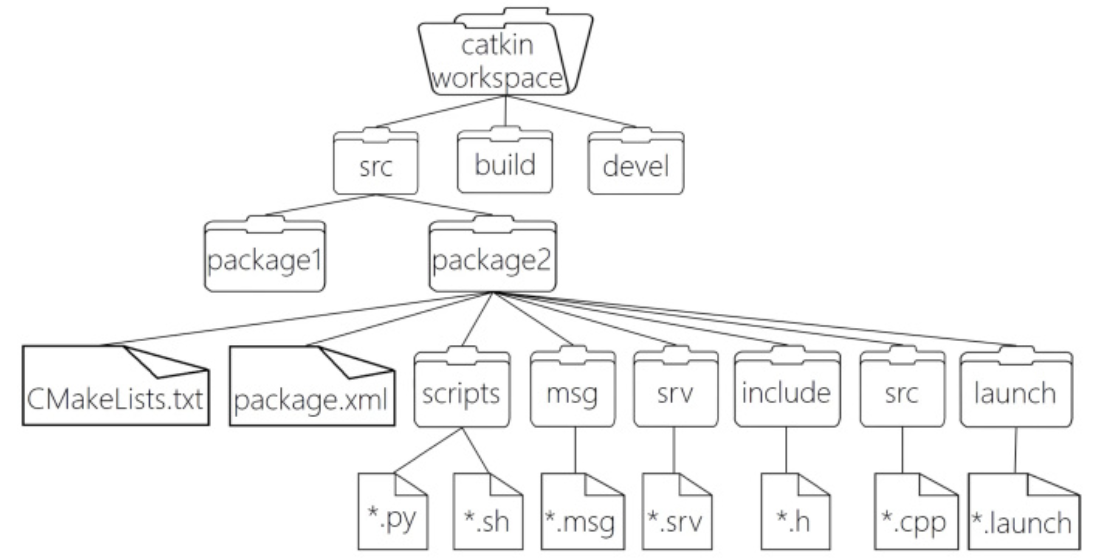 catkin
workspace
src
build
devel
package1
package2
CMakeLists.txt
package.xml
scripts
msg
srv
include
src
launch
*.py
*.sh
*.msg
*.srv
*.h
*.cpp
*.launch